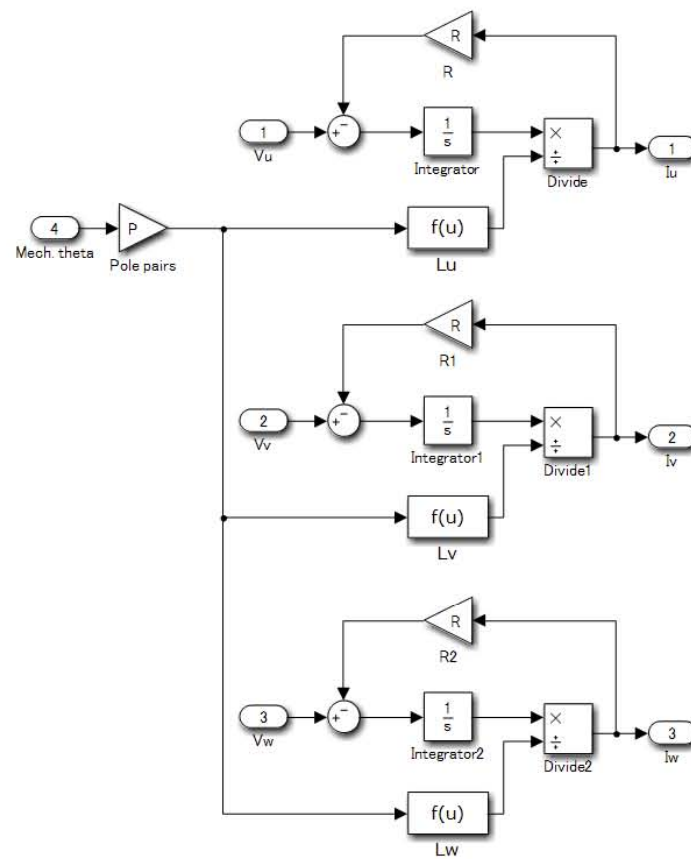 R
R
1
Vu
+−
1
s
Integrator
×
÷
Divide
1
Iu
4
Mech. theta
P
Pole pairs
f(u)
Lu
R
R1
2
Vv
+−
1
s
Integrator1
×
÷
Divide1
2
Iv
f(u)
Lv
R
R2
3
Vw
+−
1
s
Integrator2
×
÷
Divide2
3
Iw
f(u)
Lw